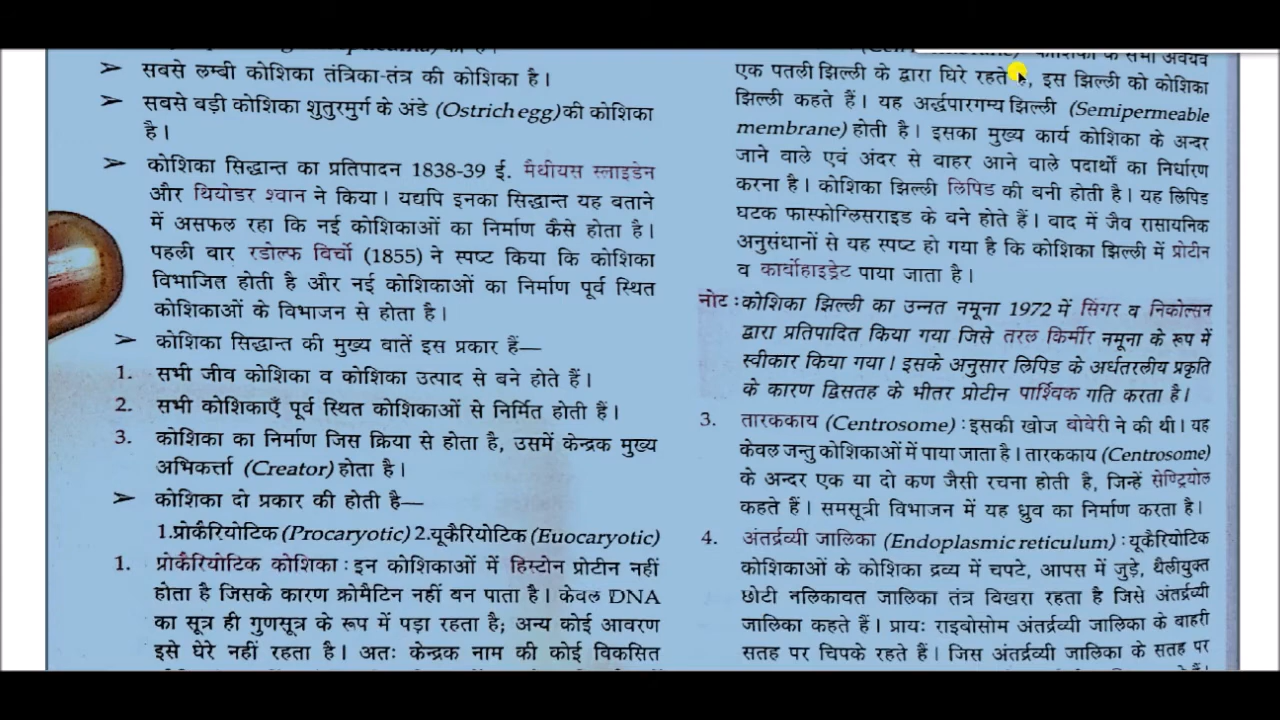 ➤ सबसे लम्बी कोशिका तंत्रिका-तंत्र की कोशिका है।
➤ सबसे बड़ी कोशिका शुतुरमुर्ग के अंडे (Ostrich egg) की कोशिका
है।
➤ कोशिका सिद्धान्त का प्रतिपादन 1838-39 ई. मैथीयस स्लाइडेन
और थियोडर श्वान ने किया। यद्यपि इनका सिद्धान्त यह बताने
में असफल रहा कि नई कोशिकाओं का निर्माण कैसे होता है।
पहली बार रडोल्फ विर्चो (1855) ने स्पष्ट किया कि कोशिका
विभाजित होती है और नई कोशिकाओं का निर्माण पूर्व स्थित
कोशिकाओं के विभाजन से होता है।
➤ कोशिका सिद्धान्त की मुख्य बातें इस प्रकार हैं—
1. सभी जीव कोशिका व कोशिका उत्पाद से बने होते हैं।
2. सभी कोशिकाएँ पूर्व स्थित कोशिकाओं से निर्मित होती हैं।
3. कोशिका का निर्माण जिस क्रिया से होता है, उसमें केन्द्रक मुख्य
अभिकर्त्ता (Creator) होता है।
➤ कोशिका दो प्रकार की होती है—
1.प्रोकैरियोटिक (Procaryotic) 2.यूकैरियोटिक (Euocaryotic)
1. प्रोकैरियोटिक कोशिका : इन कोशिकाओं में हिस्टोन प्रोटीन नहीं
होता है जिसके कारण क्रोमैटिन नहीं बन पाता है। केवल DNA
का सूत्र ही गुणसूत्र के रूप में पड़ा रहता है; अन्य कोई आवरण
इसे घेरे नहीं रहता है। अतः केन्द्रक नाम की कोई विकसित
कोशिका के सभी अवयव
एक पतली झिल्ली के द्वारा घिरे रहते हैं, इस झिल्ली को कोशिका
झिल्ली कहते हैं। यह अर्द्धपारगम्य झिल्ली (Semipermeable
membrane) होती है। इसका मुख्य कार्य कोशिका के अन्दर
जाने वाले एवं अंदर से बाहर आने वाले पदार्थों का निर्धारण
करना है। कोशिका झिल्ली लिपिड की बनी होती है। यह लिपिड
घटक फास्फोग्लिसराइड के बने होते हैं। बाद में जैव रासायनिक
अनुसंधानों से यह स्पष्ट हो गया है कि कोशिका झिल्ली में प्रोटीन
व कार्बोहाइड्रेट पाया जाता है।
नोट : कोशिका झिल्ली का उन्नत नमूना 1972 में सिंगर व निकोल्सन
द्वारा प्रतिपादित किया गया जिसे तरल किर्मीर नमूना के रूप में
स्वीकार किया गया। इसके अनुसार लिपिड के अर्धतरलीय प्रकृति
के कारण द्विसतह के भीतर प्रोटीन पार्श्विक गति करता है।
3. तारककाय (Centrosome) : इसकी खोज बोबेरी ने की थी। यह
केवल जन्तु कोशिकाओं में पाया जाता है। तारककाय (Centrosome)
के अन्दर एक या दो कण जैसी रचना होती है, जिन्हें सेण्ट्रियोल
कहते हैं। समसूत्री विभाजन में यह ध्रुव का निर्माण करता है।
4. अंतर्द्रव्यी जालिका (Endoplasmic reticulum) : यूकैरियोटिक
कोशिकाओं के कोशिका द्रव्य में चपटे, आपस में जुड़े, थैलीयुक्त
छोटी नलिकावत जालिका तंत्र बिखरा रहता है जिसे अंतर्द्रव्यी
जालिका कहते हैं। प्रायः राइबोसोम अंतर्द्रव्यी जालिका के बाहरी
सतह पर चिपके रहते हैं। जिस अंतर्द्रव्यी जालिका के सतह पर